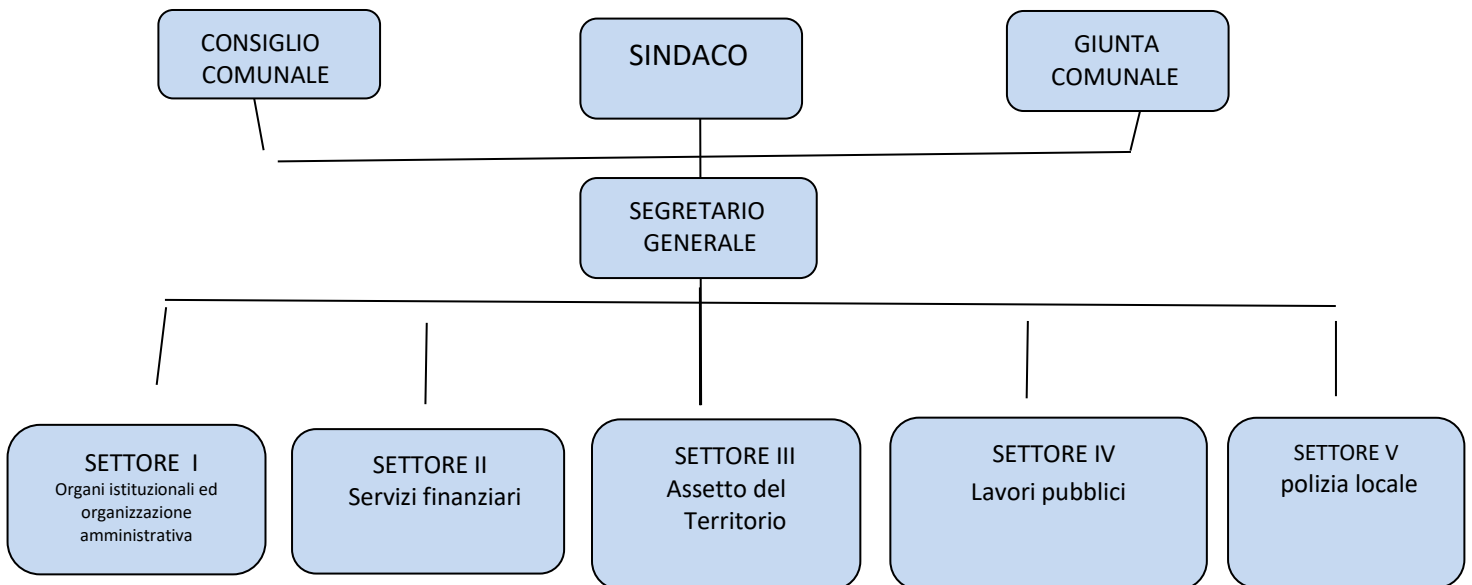 CONSIGLIO
COMUNALE
SINDACO
GIUNTA
COMUNALE
SEGRETARIO
GENERALE
SETTORE I
Organi istituzionali ed
organizzazione
amministrativa
SETTORE II
Servizi finanziari
SETTORE III
Assetto del
Territorio
SETTORE IV
Lavori pubblici
SETTORE V
polizia locale